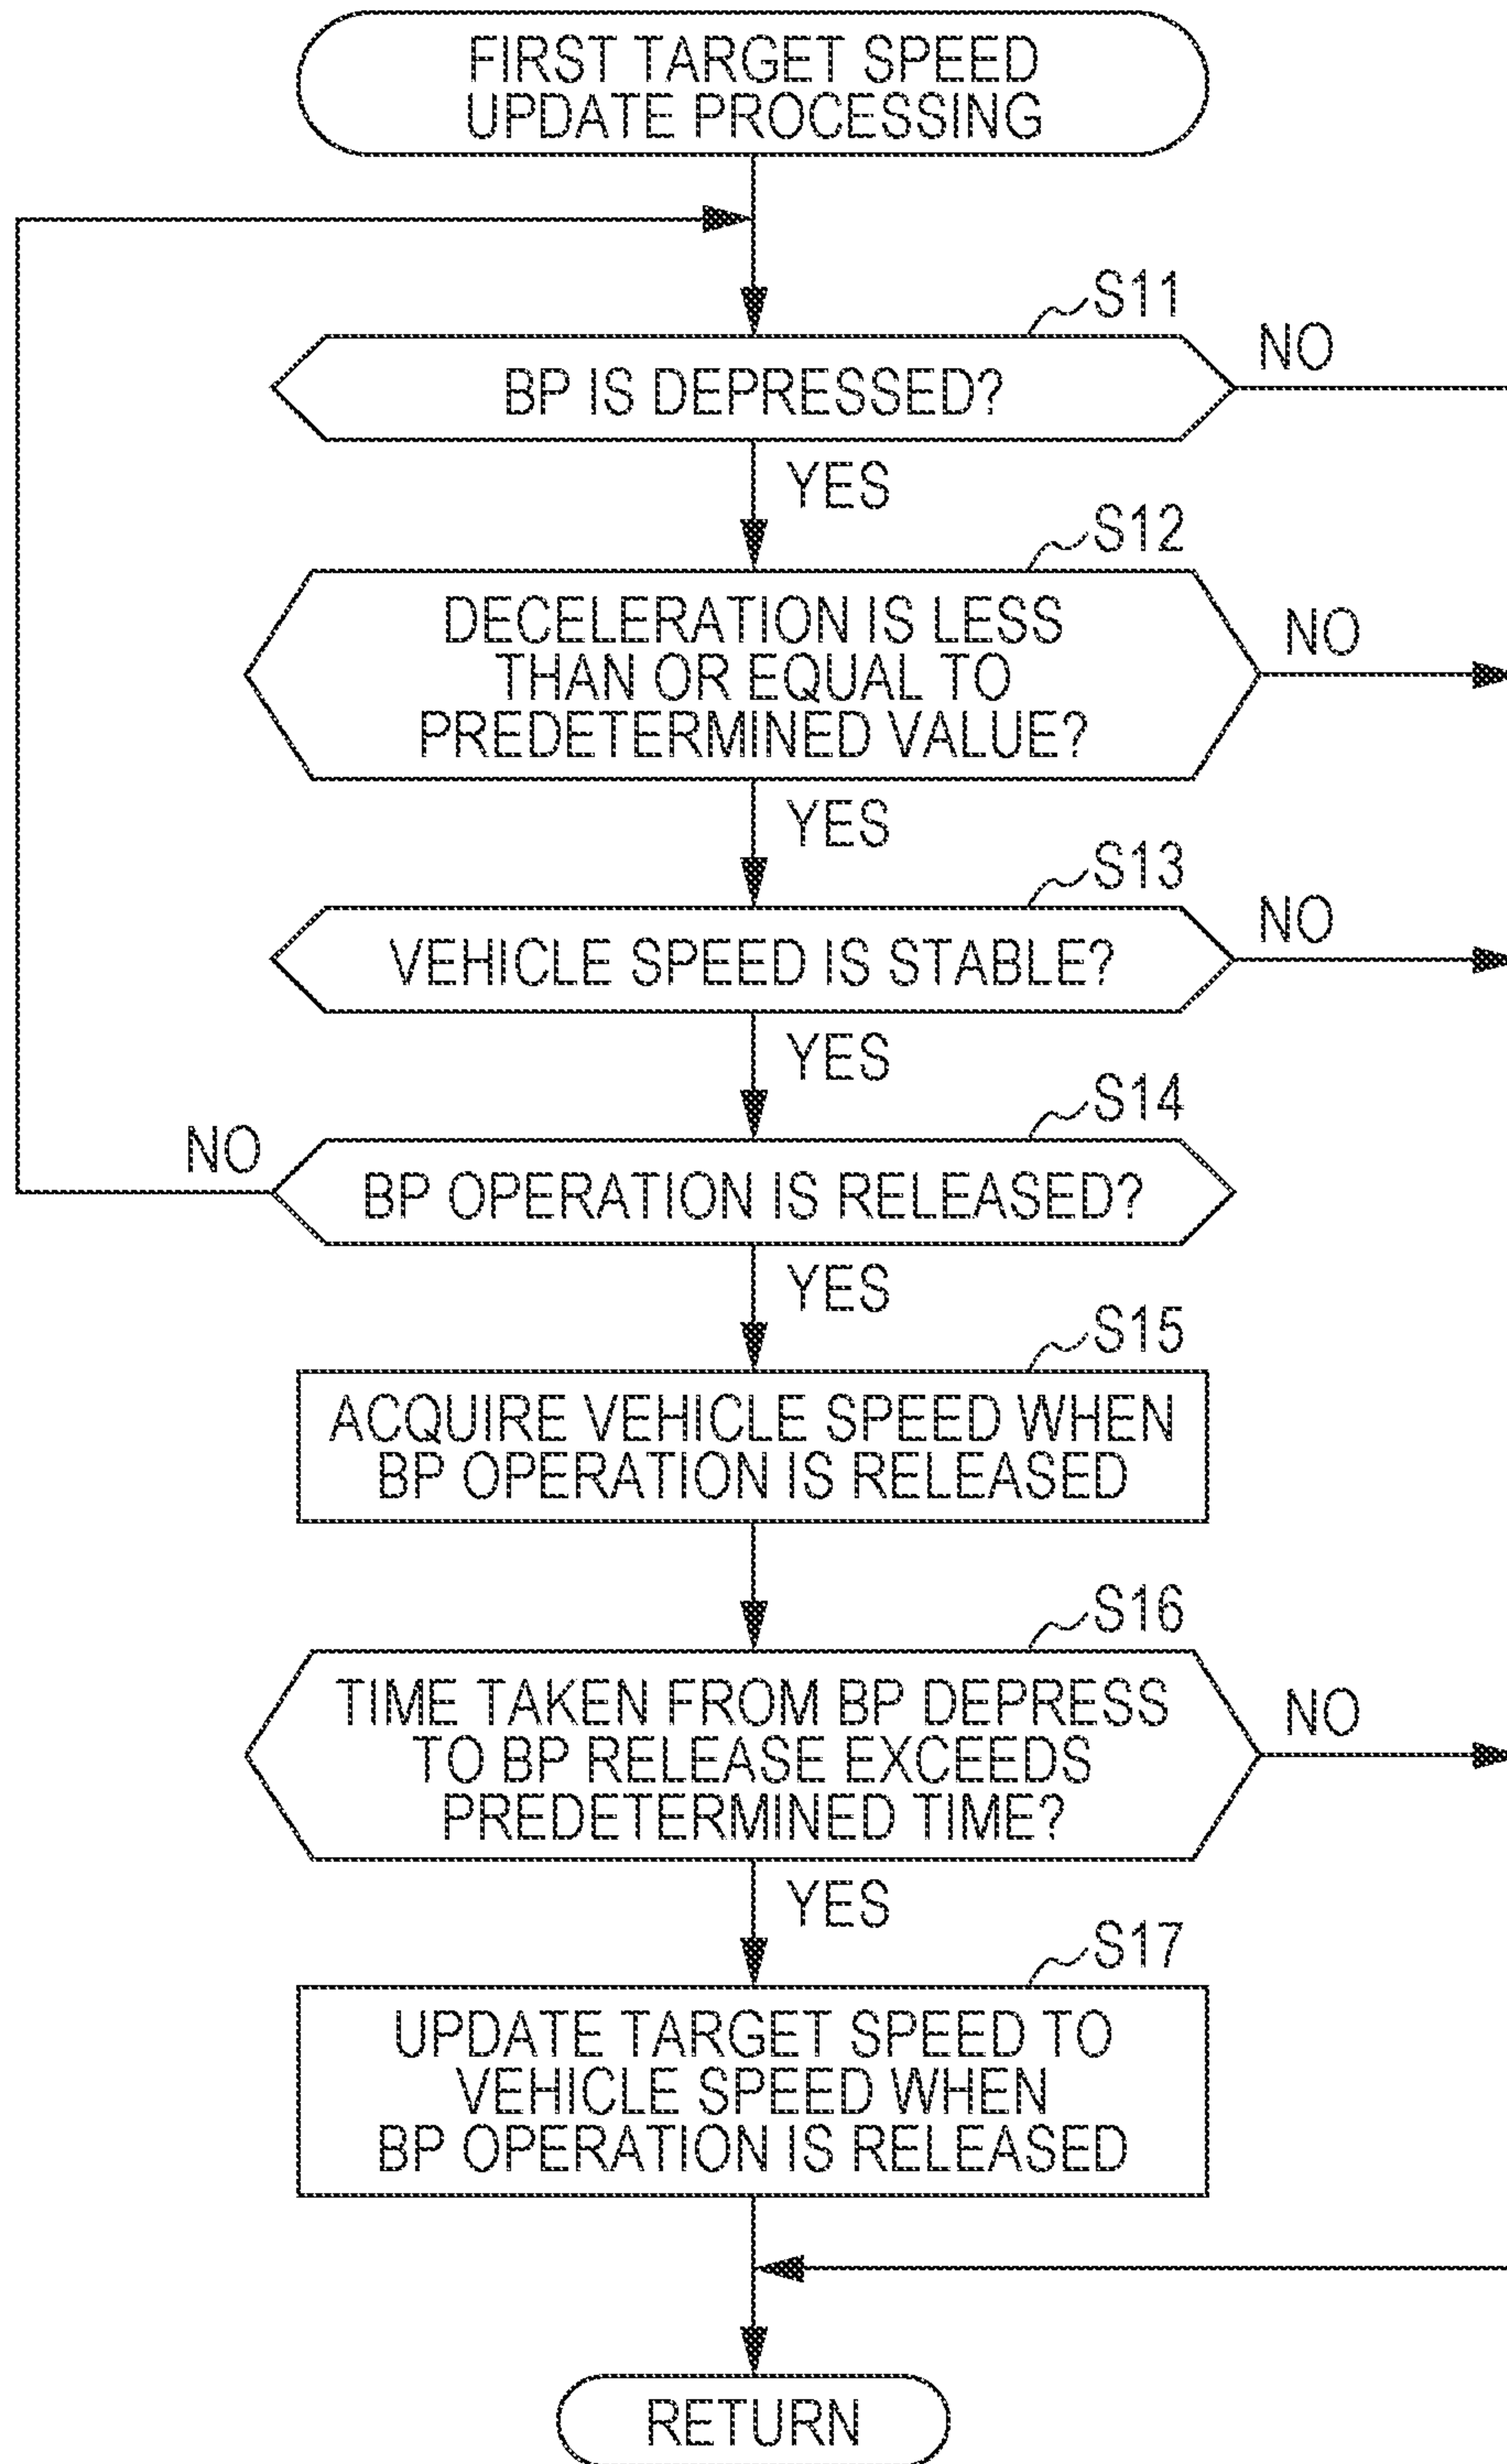 FIRST TARGET SPEED
UPDATE PROCESSING
S11
BP IS DEPRESSED?
NO
YES
S12
DECELERATION IS LESS
THAN OR EQUAL TO
PREDETERMINED VALUE?
NO
YES
S13
VEHICLE SPEED IS STABLE?
NO
YES
S14
NO
BP OPERATION IS RELEASED?
YES
S15
ACQUIRE VEHICLE SPEED WHEN
BP OPERATION IS RELEASED
S16
TIME TAKEN FROM BP DEPRESS
TO BP RELEASE EXCEEDS
PREDETERMINED TIME?
NO
YES
S17
UPDATE TARGET SPEED TO
VEHICLE SPEED WHEN
BP OPERATION IS RELEASED
RETURN